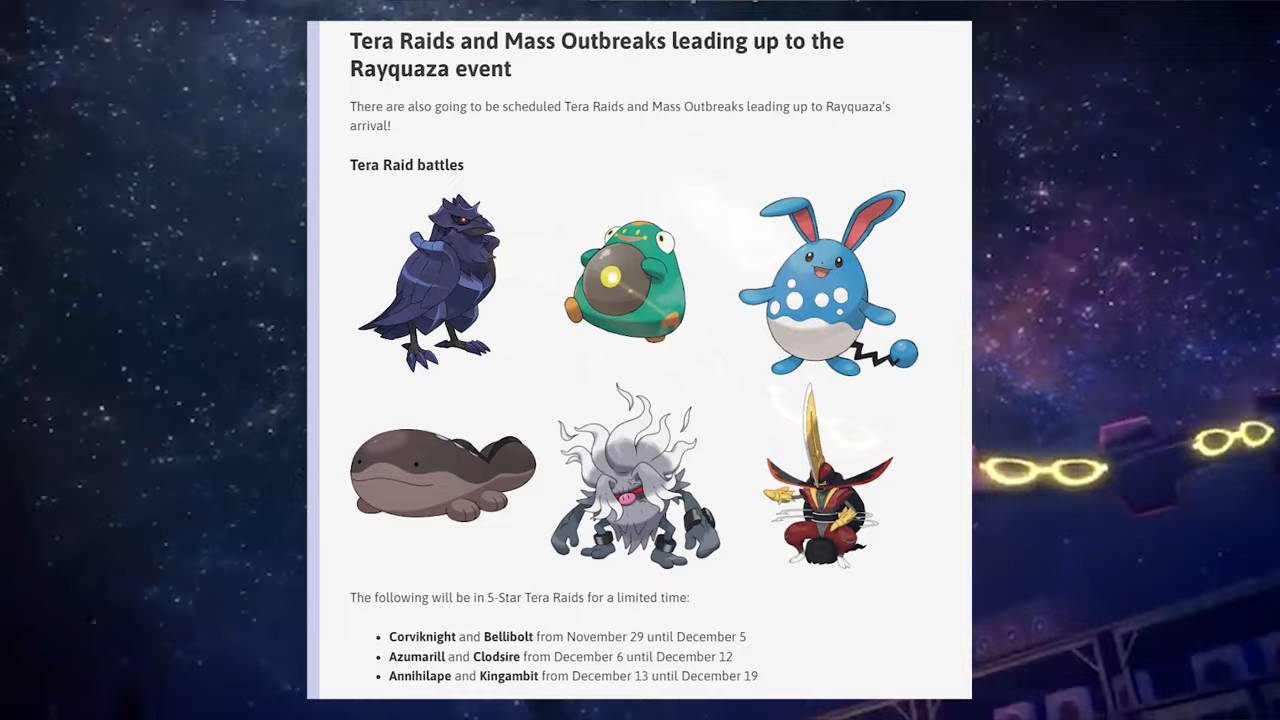 Tera Raids and Mass Outbreaks leading up to the
Rayquaza event
There are also going to be scheduled Tera Raids and Mass Outbreaks leading up to Rayquaza’s
arrival!
Tera Raid battles
The following will be in 5-Star Tera Raids for a limited time:
• Corviknight and Bellibolt from November 29 until December 5
• Azumarill and Clodsire from December 6 until December 12
• Annihilape and Kingambit from December 13 until December 19